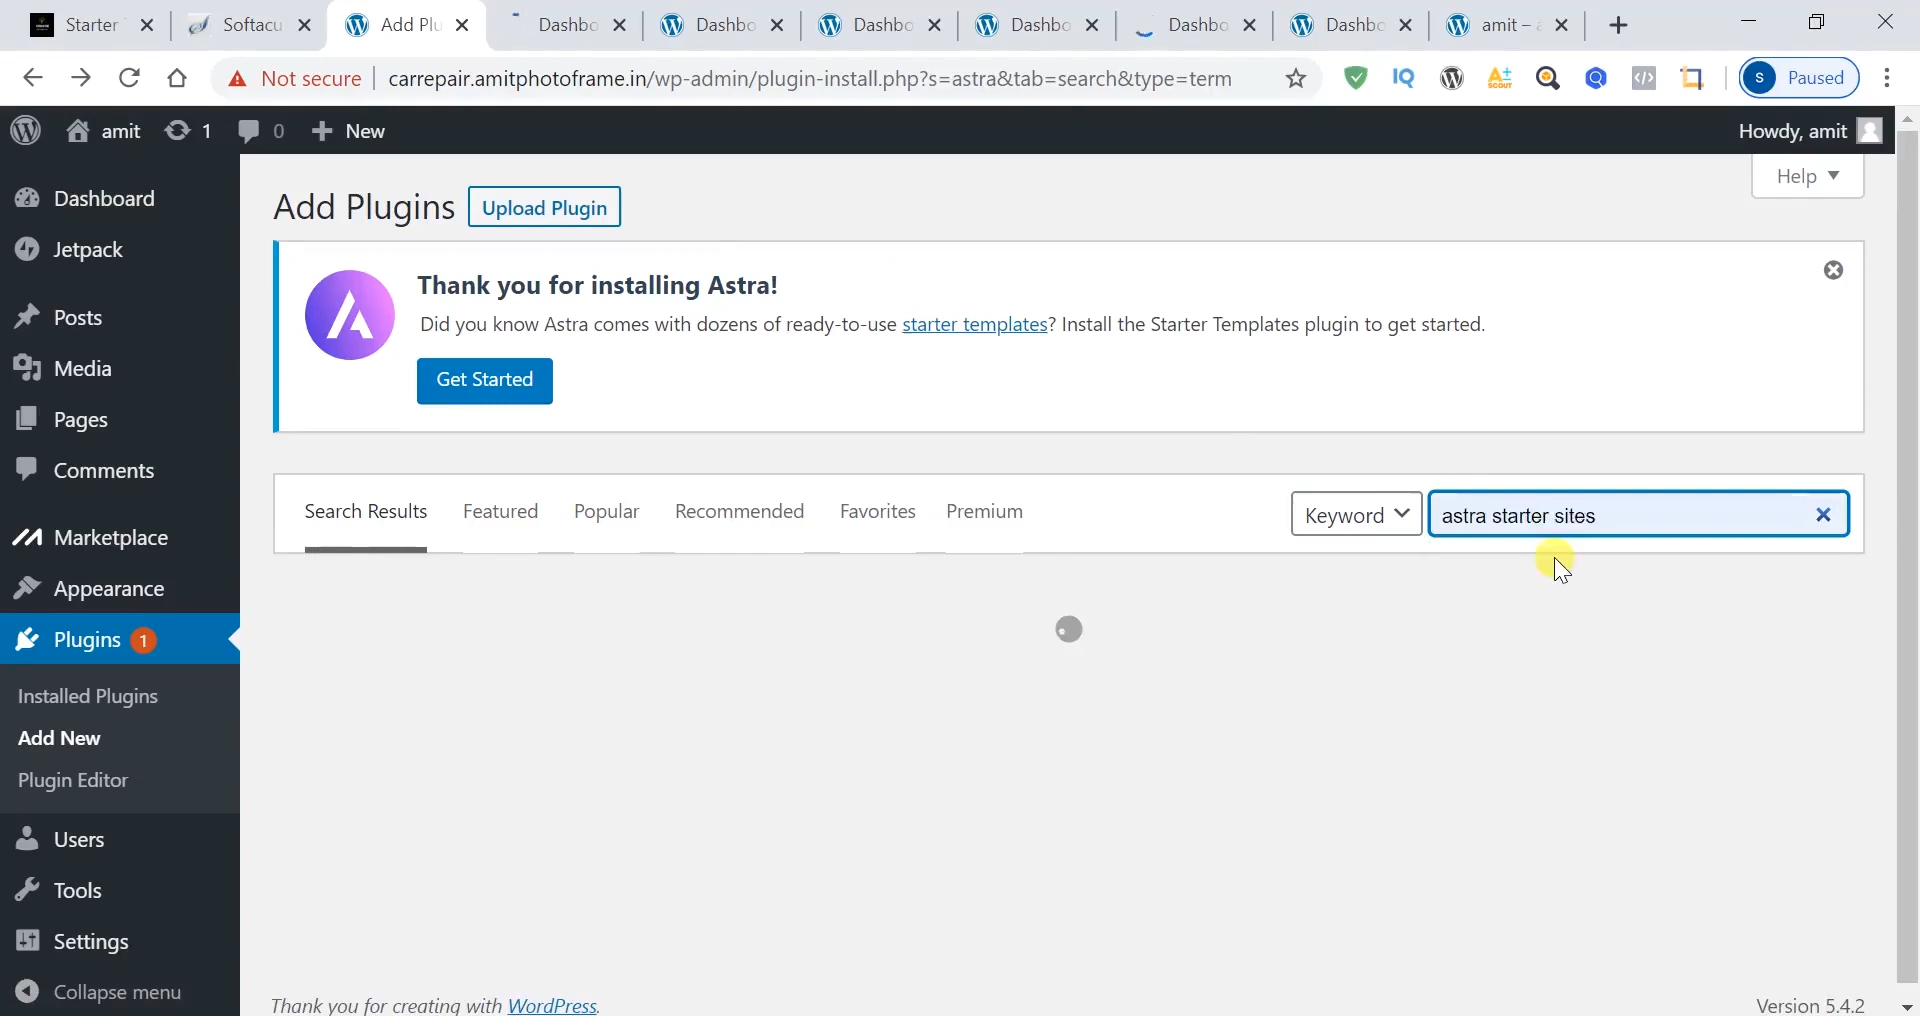 Starter
Softacu
Add Plu
Dashbo
Dashbo
Dashbo
Dashbo
Dashbo
Dashbo
amit – a
Not secure
carrepair.amitphotoframe.in/wp-admin/plugin-install.php?s=astra&tab=search&type=term
IQ
A+
SCOUT
S
Paused
amit
1
0
New
Howdy, amit
Dashboard
Jetpack
Posts
Media
Pages
Comments
Marketplace
Appearance
Plugins 1
Installed Plugins
Add New
Plugin Editor
Users
Tools
Settings
Collapse menu
Help
Add Plugins
Upload Plugin
Thank you for installing Astra!
Did you know Astra comes with dozens of ready-to-use starter templates? Install the Starter Templates plugin to get started.
Get Started
Search Results Featured Popular Recommended Favorites Premium
Keyword
astra starter sites
Thank you for creating with WordPress.
Version 5.4.2